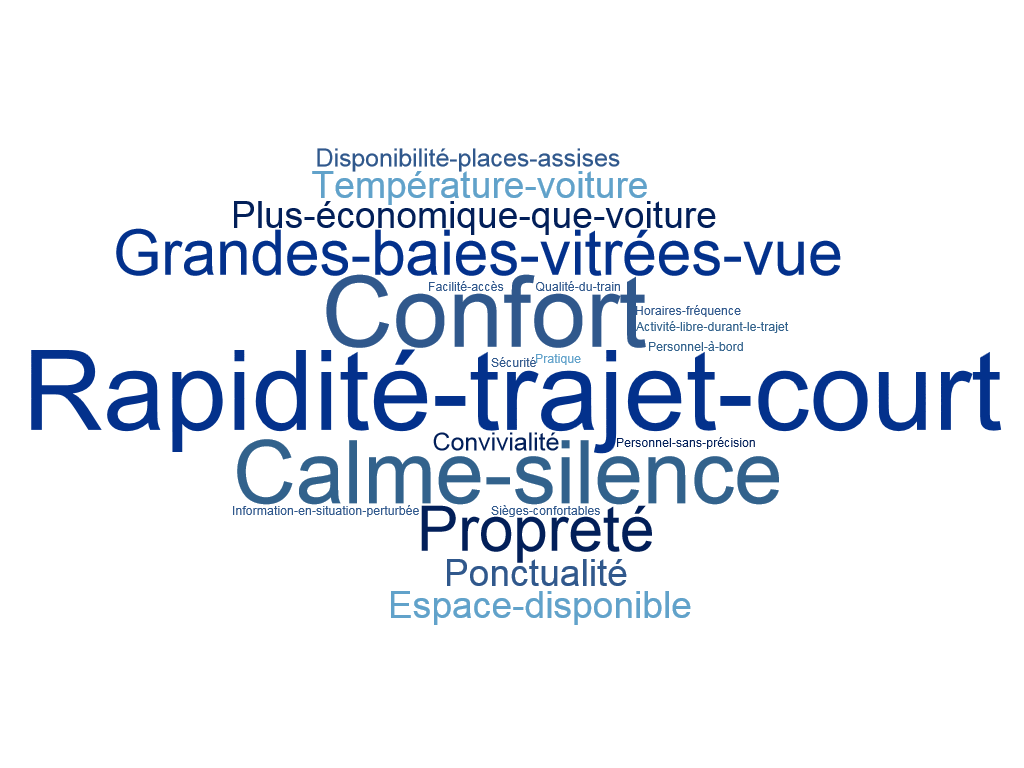 Disponibilité-places-assises
Température-voiture
Plus-économique-que-voiture
Grandes-baies-vitrées-vue
Facilité-accès
Qualité-du-train
Confort
Horaires-fréquence
Activité-libre-durant-le-trajet
Personnel-à-bord
Sécurité
Pratique
Rapidité-trajet-court
Convivialité
Personnel-sans-précision
Calme-silence
Information-en-situation-perturbée
Sièges-confortables
Propreté
Ponctualité
Espace-disponible